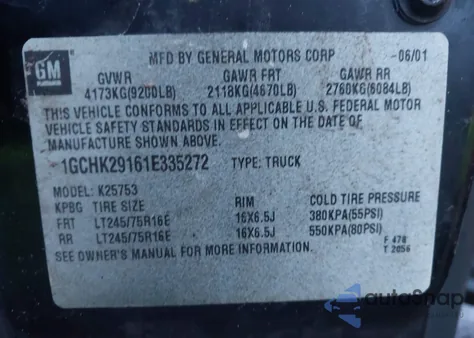 GM
MFD BY GENERAL MOTORS CORP 06/01
GVWR GAWR FRT GAWR RR
4173KG(9200LB) 2118KG(4670LB) 2760KG(6084LB)
THIS VEHICLE CONFORMS TO ALL APPLICABLE U.S. FEDERAL MOTOR
VEHICLE SAFETY STANDARDS IN EFFECT ON THE DATE OF
MANUFACTURE SHOWN ABOVE.
1GCHK29161E335272 TYPE: TRUCK
MODEL: K25753
KPBG TIRE SIZE RIM COLD TIRE PRESSURE
FRT LT245/75R16E 16X6.5J 380KPA(55PSI)
RR LT245/75R16E 16X6.5J 550KPA(80PSI)
SEE OWNER'S MANUAL FOR MORE INFORMATION.
F 478
T 2056
autoSnap